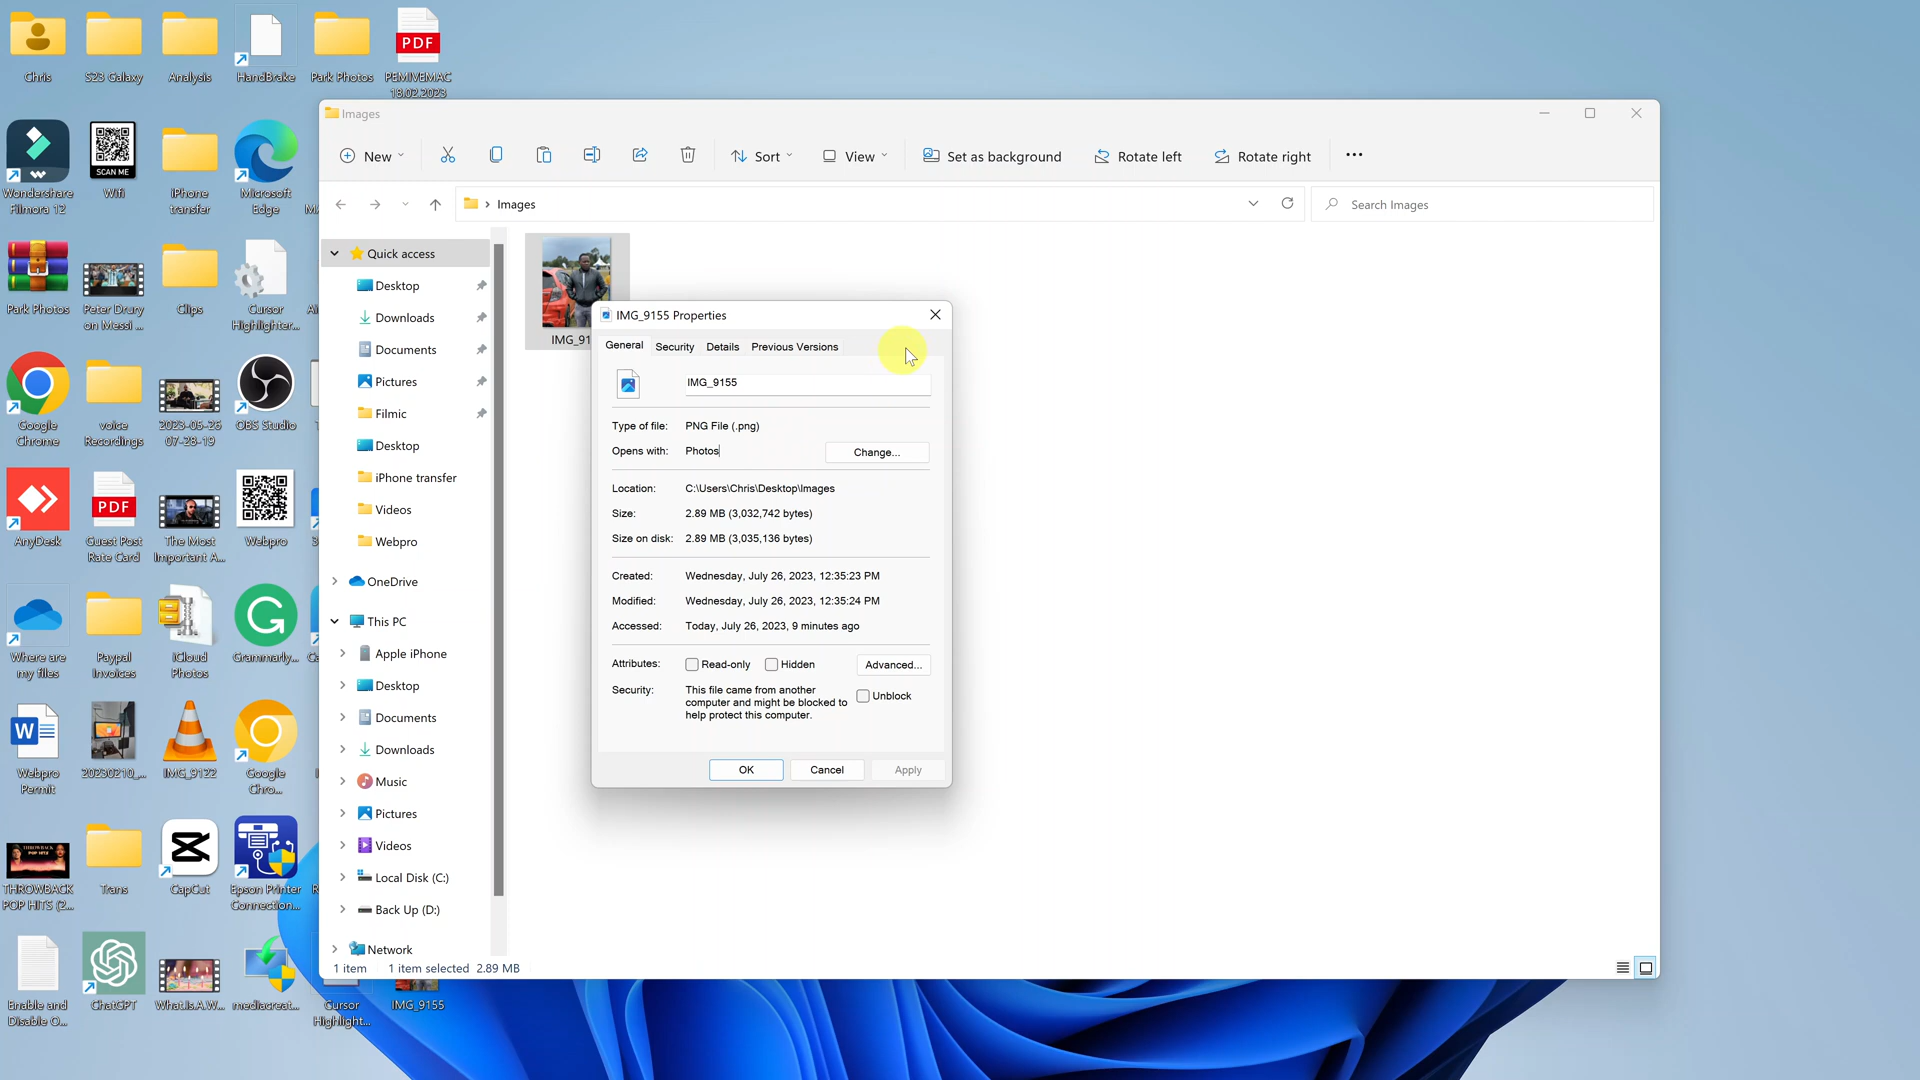 Chris
S23 Galaxy
Analysis
HandBrake
Park Photos
PDF
PEMIVEMAC
18.02.2023
Images
New
Sort
View
Set as background
Rotate left
Rotate right
Images
Search Images
Wondershare
Filmora 12
SCAN ME
Wifi
iPhone
transfer
Microsoft
Edge
Park Photos
Peter Drury
on Messi ...
Clips
Cursor
Highlighter...
Google
Chrome
voice
Recordings
2023-05-26
07-28-19
OBS Studio
AnyDesk
PDF
Guest Post
Rate Card
The Most
Important A...
Webpro
Where are
my files
Paypal
Invoices
iCloud
Photos
Grammarly...
Webpro
Permit
20230210_...
IMG_9122
Google
Chro...
THROWBACK
POP HITS (2...
Trans
CapCut
Epson Printer
Connection...
Enable and
Disable O...
ChatGPT
What.Is.A.W...
mediacreat...
Cursor
Highlight...
IMG_9155
Quick access
Desktop
Downloads
Documents
Pictures
Filmic
Desktop
iPhone transfer
Videos
Webpro
OneDrive
This PC
Apple iPhone
Desktop
Documents
Downloads
Music
Pictures
Videos
Local Disk (C:)
Back Up (D:)
Network
1 item
1 item selected 2.89 MB
IMG_91
IMG_9155 Properties
General
Security
Details
Previous Versions
IMG_9155
Type of file: PNG File (.png)
Opens with: Photos
Change...
Location: C:\Users\Chris\Desktop\Images
Size: 2.89 MB (3,032,742 bytes)
Size on disk: 2.89 MB (3,035,136 bytes)
Created: Wednesday, July 26, 2023, 12:35:23 PM
Modified: Wednesday, July 26, 2023, 12:35:24 PM
Accessed: Today, July 26, 2023, 9 minutes ago
Attributes: Read-only Hidden Advanced...
Security: This file came from another
computer and might be blocked to
help protect this computer.
Unblock
OK
Cancel
Apply